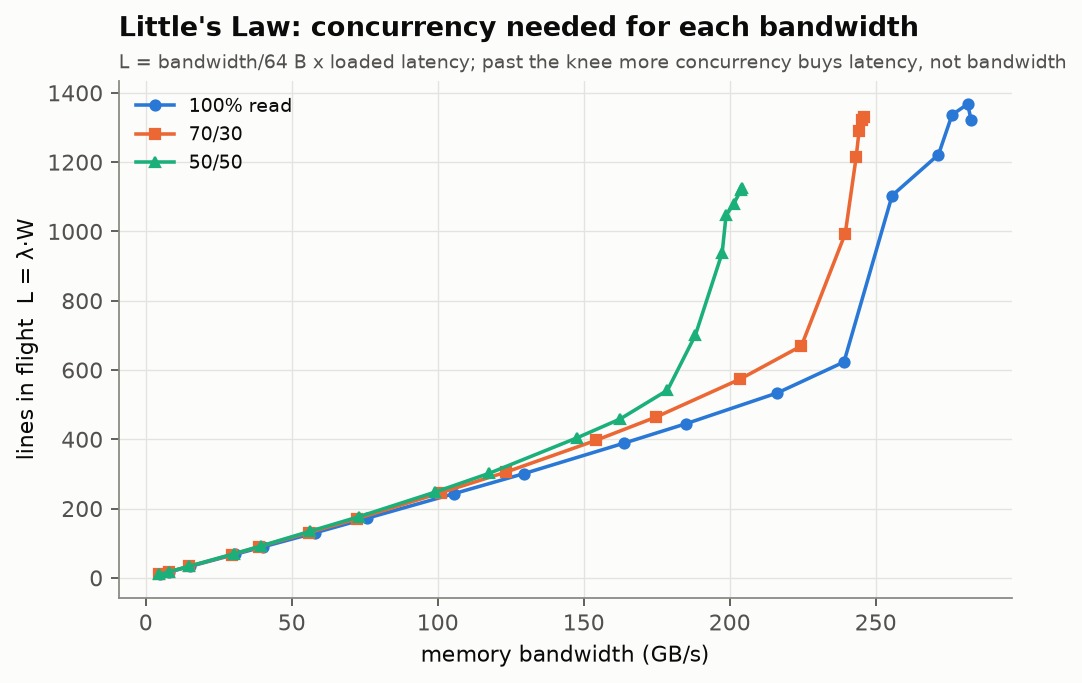 Little's Law: concurrency needed for each bandwidth
L = bandwidth/64 B x loaded latency; past the knee more concurrency buys latency, not bandwidth
100% read
70/30
50/50
lines in flight  L = λ·W
1400
1200
1000
800
600
400
200
0
0 50 100 150 200 250
memory bandwidth (GB/s)